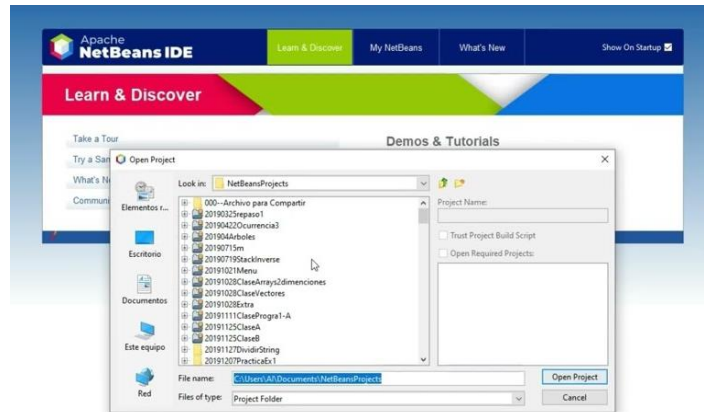 Apache
NetBeans IDE
Learn & Discover
My NetBeans
What's New
Show On Startup
Learn & Discover
Take a Tour
Demos & Tutorials
Try a Sam
Open Project
What's N
Look in:
NetBeansProjects
Communi
Elementos r...
Escritorio
Documentos
Este equipo
Red
000--Archivo para Compartir
20190325repaso1
20190422Ocurrencia3
201904Arboles
20190715m
20190719StackInverse
20191021Menu
20191028ClaseArrays2dimenciones
20191028ClaseVectores
20191028Extra
20191111ClaseProgra1-A
20191125ClaseA
20191125ClaseB
20191127DividirString
20191207PracticaEx1
Project Name:
Trust Project Build Script
Open Required Projects:
File name:
C:\Users\Al\Documents\NetBeansProjects
Open Project
Files of type:
Project Folder
Cancel